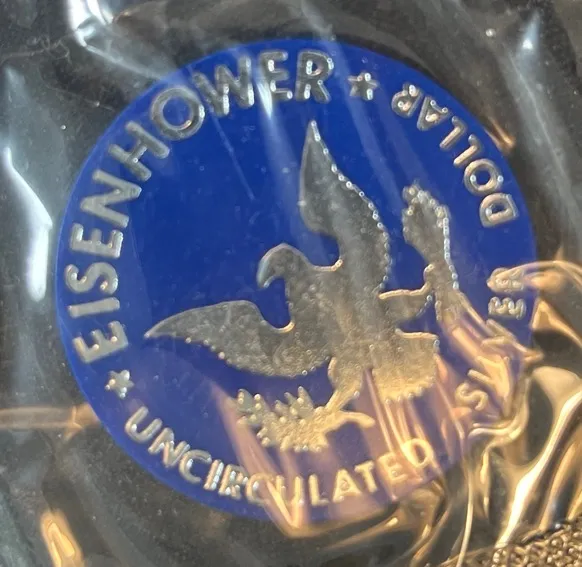 EISENHOWER * DOLLAR
* UNCIRCULATED